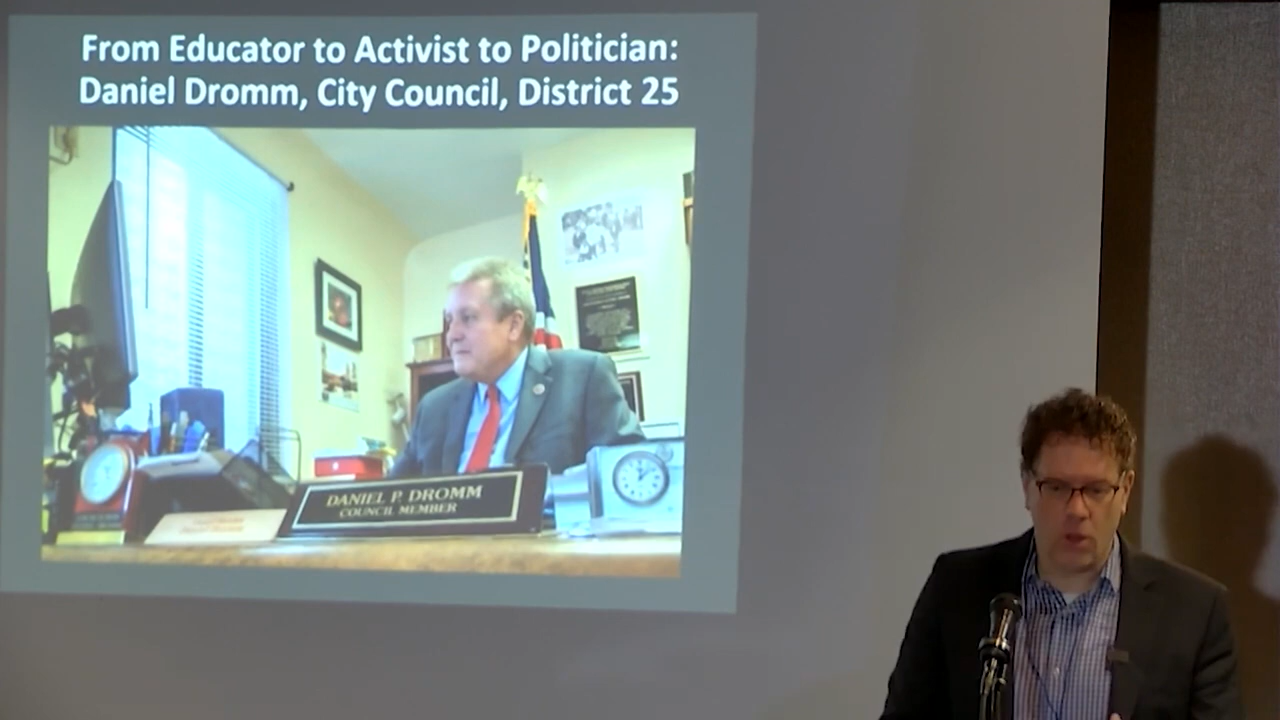 From Educator to Activist to Politician:
Daniel Dromm, City Council, District 25
DANIEL P. DROMM
COUNCIL MEMBER